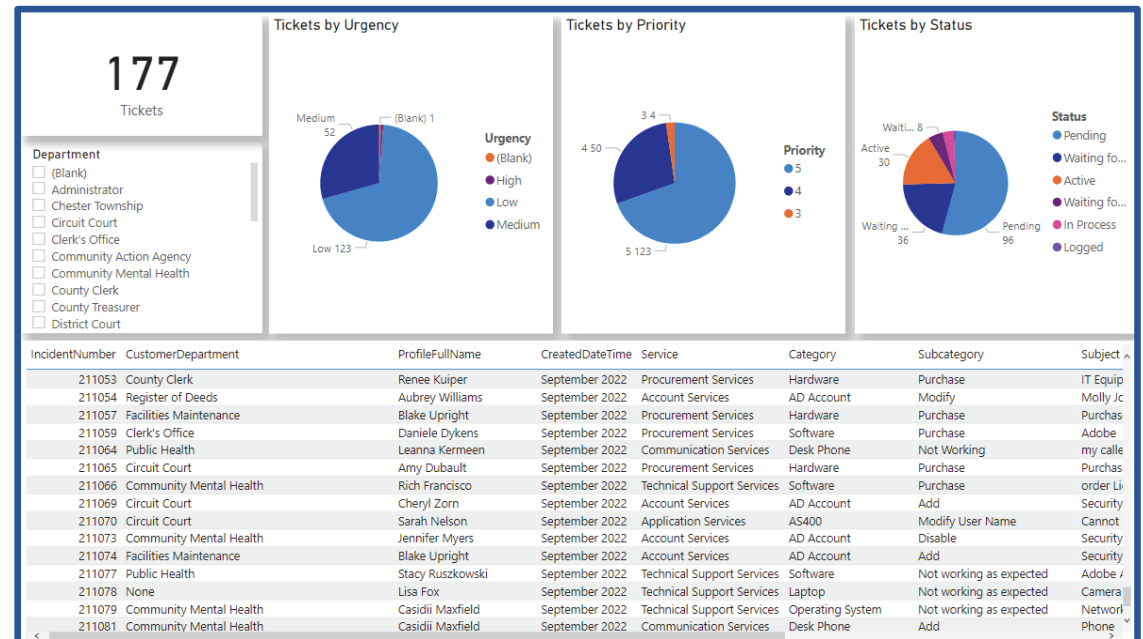 177
Tickets
Department
(Blank)
Administrator
Chester Township
Circuit Court
Clerk's Office
Community Action Agency
Community Mental Health
County Clerk
County Treasurer
District Court
Tickets by Urgency
Medium
52
(Blank) 1
Low 123
Urgency
(Blank)
High
Low
Medium
Tickets by Priority
3 4
4 50
5 123
Priority
5
4
3
Tickets by Status
Waiti... 8
Active
30
Waiting ...
36
Pending
96
Status
Pending
Waiting fo...
Active
Waiting fo...
In Process
Logged
IncidentNumber CustomerDepartment ProfileFullName CreatedDateTime Service Category Subcategory Subject
211053 County Clerk Renee Kuiper September 2022 Procurement Services Hardware Purchase IT Equip
211054 Register of Deeds Aubrey Williams September 2022 Account Services AD Account Modify Molly Jc
211057 Facilities Maintenance Blake Upright September 2022 Procurement Services Hardware Purchase Purchas
211059 Clerk's Office Daniele Dykens September 2022 Procurement Services Software Purchase Adobe
211064 Public Health Leanna Kermeen September 2022 Communication Services Desk Phone Not Working my calle
211065 Circuit Court Amy Dubault September 2022 Procurement Services Hardware Purchase Purchas
211066 Community Mental Health Rich Francisco September 2022 Technical Support Services Software Purchase order Li
211069 Circuit Court Cheryl Zorn September 2022 Account Services AD Account Add Security
211070 Circuit Court Sarah Nelson September 2022 Application Services AS400 Modify User Name Cannot
211073 Community Mental Health Jennifer Myers September 2022 Account Services AD Account Disable Security
211074 Facilities Maintenance Blake Upright September 2022 Account Services AD Account Add Security
211077 Public Health Stacy Ruszkowski September 2022 Technical Support Services Software Not working as expected Adobe A
211078 None Lisa Fox September 2022 Technical Support Services Laptop Not working as expected Camera
211079 Community Mental Health Casidii Maxfield September 2022 Technical Support Services Operating System Not working as expected Network
211081 Community Mental Health Casidii Maxfield September 2022 Communication Services Desk Phone Add Phone